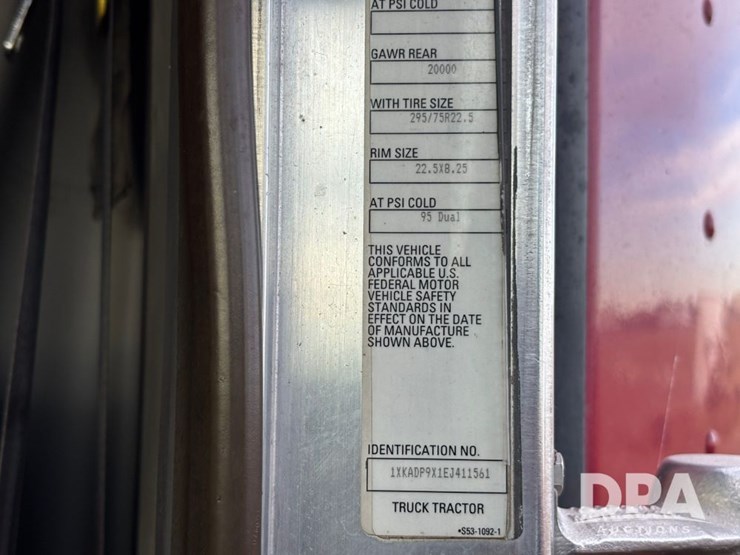 AT PSI COLD
GAWR REAR
20000
WITH TIRE SIZE
295/75R22.5
RIM SIZE
22.5X8.25
AT PSI COLD
95 Dual
THIS VEHICLE
CONFORMS TO ALL
APPLICABLE U.S.
FEDERAL MOTOR
VEHICLE SAFETY
STANDARDS IN
EFFECT ON THE DATE
OF MANUFACTURE
SHOWN ABOVE.
IDENTIFICATION NO.
1XKADP9X1EJ411561
TRUCK TRACTOR
•S53-1092-1
DPA
AUCTIONS